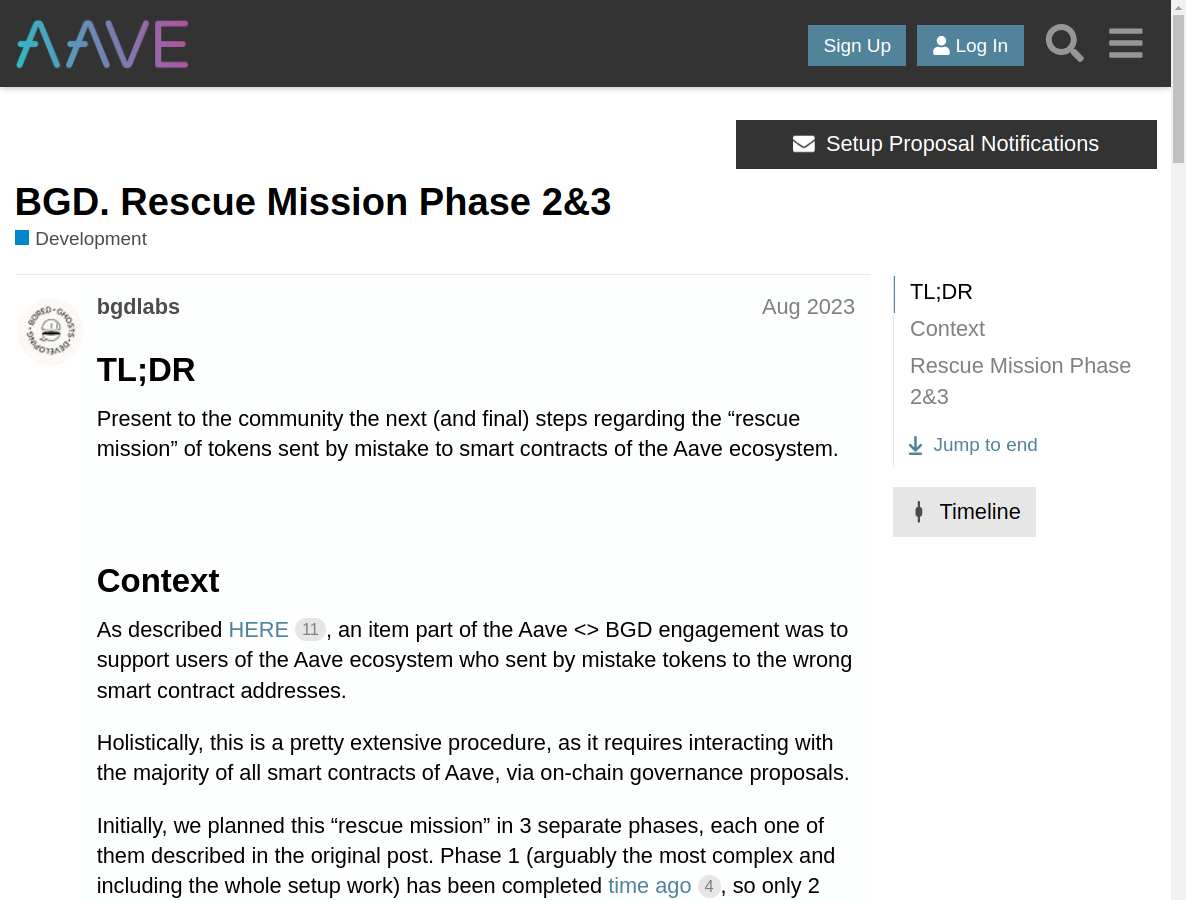 AAVE
Sign Up
Log In
Setup Proposal Notifications
BGD. Rescue Mission Phase 2&3
Development
bgdlabs
Aug 2023
BORED · GHOSTS · DEVELOPING
TL;DR
Present to the community the next (and final) steps regarding the “rescue
mission” of tokens sent by mistake to smart contracts of the Aave ecosystem.
Context
As described HERE 11, an item part of the Aave <> BGD engagement was to
support users of the Aave ecosystem who sent by mistake tokens to the wrong
smart contract addresses.
Holistically, this is a pretty extensive procedure, as it requires interacting with
the majority of all smart contracts of Aave, via on-chain governance proposals.
Initially, we planned this “rescue mission” in 3 separate phases, each one of
them described in the original post. Phase 1 (arguably the most complex and
including the whole setup work) has been completed time ago 4, so only 2
TL;DR
Context
Rescue Mission Phase
2&3
Jump to end
Timeline